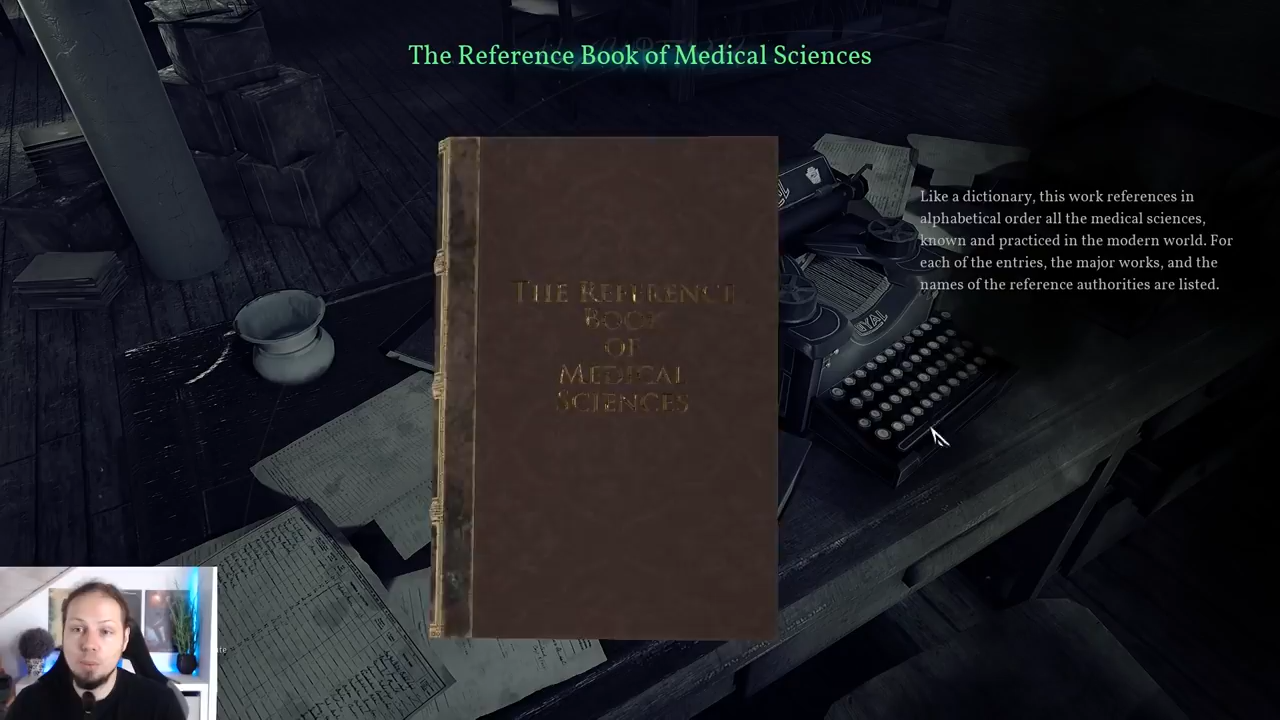 The Reference Book of Medical Sciences
THE REFERENCE
BOOK
OF
MEDICAL
SCIENCES
Like a dictionary, this work references in
alphabetical order all the medical sciences,
known and practiced in the modern world. For
each of the entries, the major works, and the
names of the reference authorities are listed.